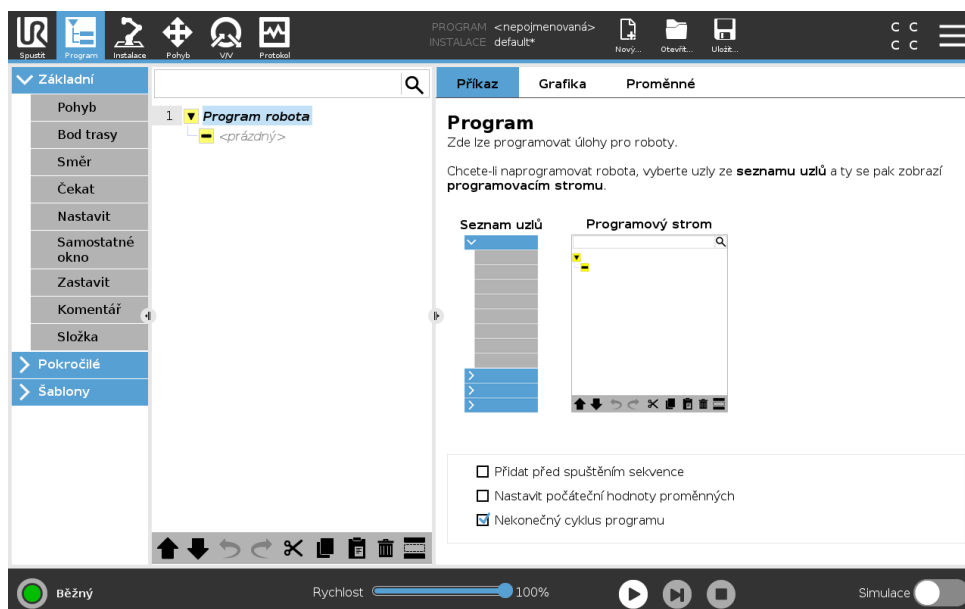 PROGRAM <nepojmenovaná>
INSTALACE default*
Spustit
Program
Instalace
Pohyb
V/V
Protokol
Nový...
Otevřít...
Uložit...
C C
C C
Základní
Pohyb
Bod trasy
Směr
Čekat
Nastavit
Samostatné
okno
Zastavit
Komentář
Složka
Pokročilé
Šablony
1 Program robota
<prázdný>
Příkaz
Grafika
Proměnné
Program
Zde lze programovat úlohy pro roboty.
Chcete-li naprogramovat robota, vyberte uzly ze seznamu uzlů a ty se pak zobrazí
programovacím stromu.
Seznam uzlů
Programový strom
Přidat před spuštěním sekvence
Nastavit počáteční hodnoty proměnných
Nekonečný cyklus programu
Běžný
Rychlost
100%
Simulace